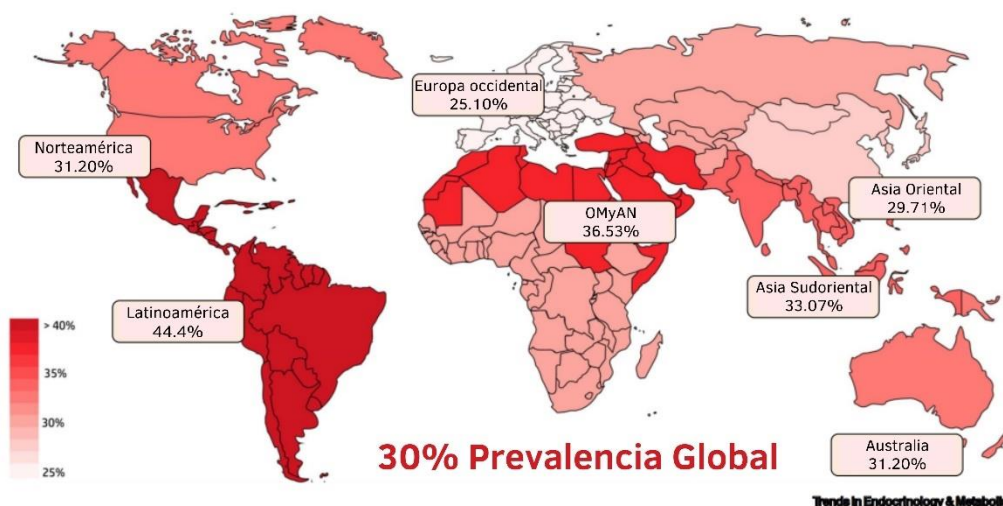 Europa occidental
25.10%
Norteamérica
31.20%
Asia Oriental
29.71%
OMyAN
36.53%
Asia Sudoriental
33.07%
Latinoamérica
44.4%
> 40%
35%
30%
25%
30% Prevalencia Global
Australia
31.20%
Trends in Endocrinology & Metabolis